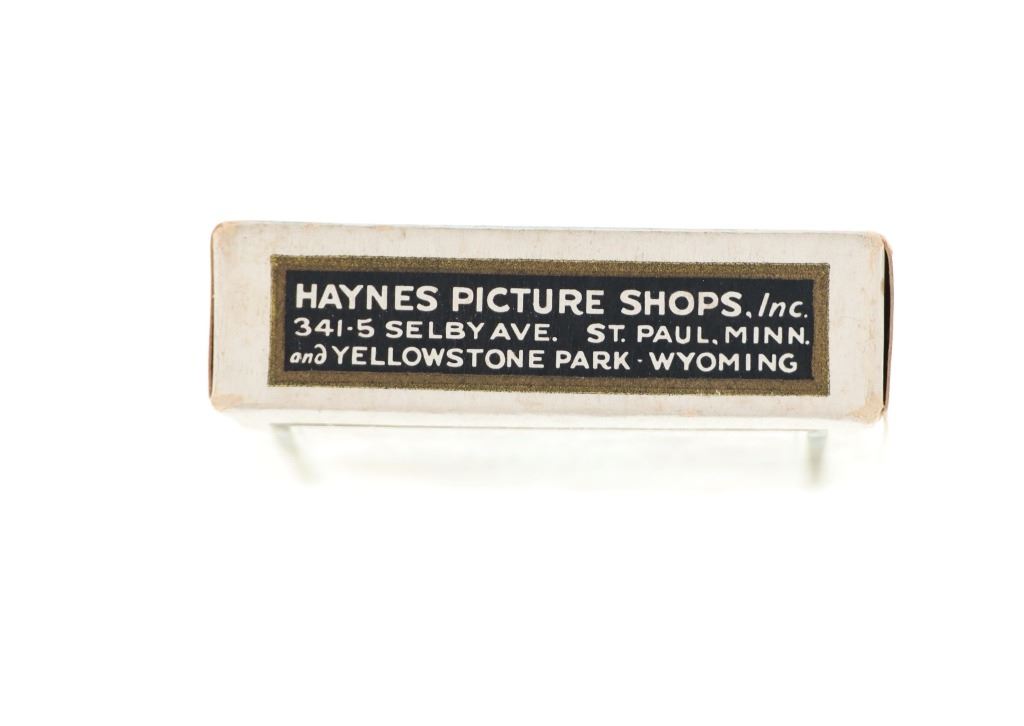 HAYNES PICTURE SHOPS, Inc.
341-5 SELBY AVE. ST. PAUL, MINN.
and YELLOWSTONE PARK · WYOMING